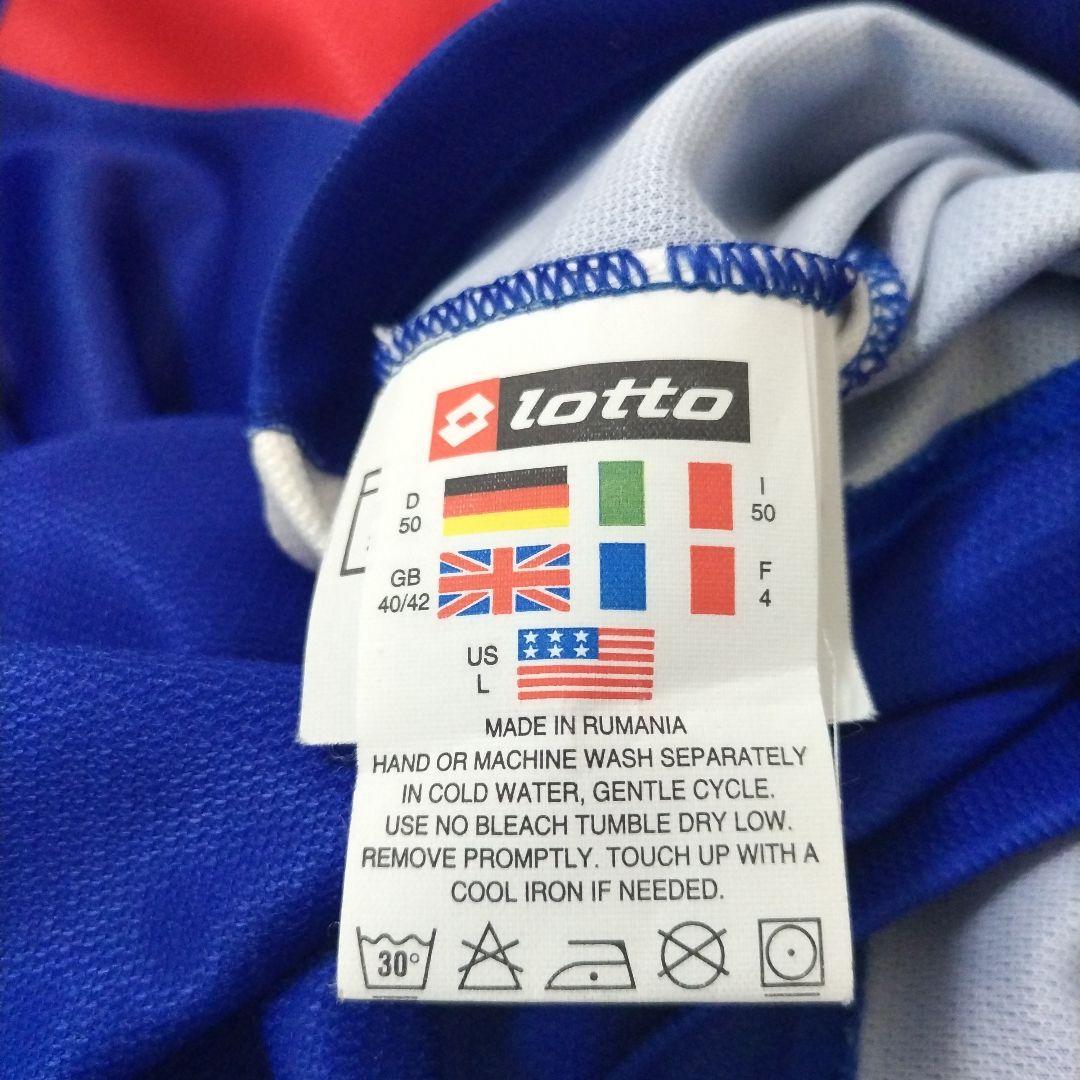 lotto
D
50
I
50
GB
40/42
F
4
US
L
MADE IN RUMANIA
HAND OR MACHINE WASH SEPARATELY
IN COLD WATER, GENTLE CYCLE.
USE NO BLEACH TUMBLE DRY LOW.
REMOVE PROMPTLY. TOUCH UP WITH A
COOL IRON IF NEEDED.
30°